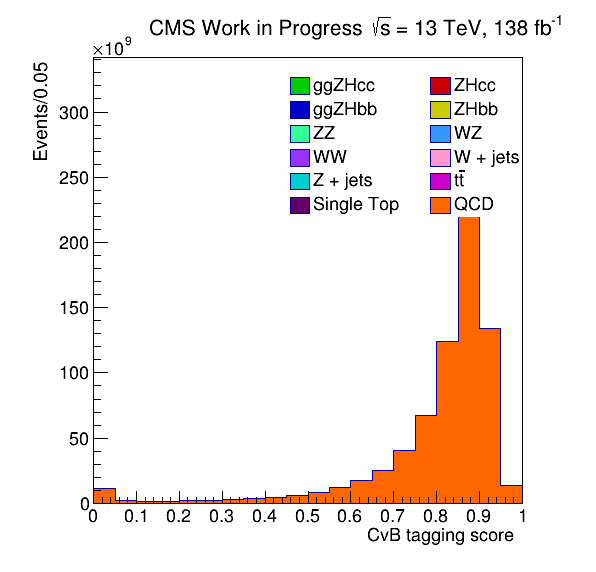 CMS Work in Progress √s = 13 TeV, 138 fb⁻¹
×10⁹
Events/0.05
ggZHcc ZHcc
ggZHbb ZHbb
ZZ WZ
WW W + jets
Z + jets tt̄
Single Top QCD
300
250
200
150
100
50
0
0 0.1 0.2 0.3 0.4 0.5 0.6 0.7 0.8 0.9 1
CvB tagging score